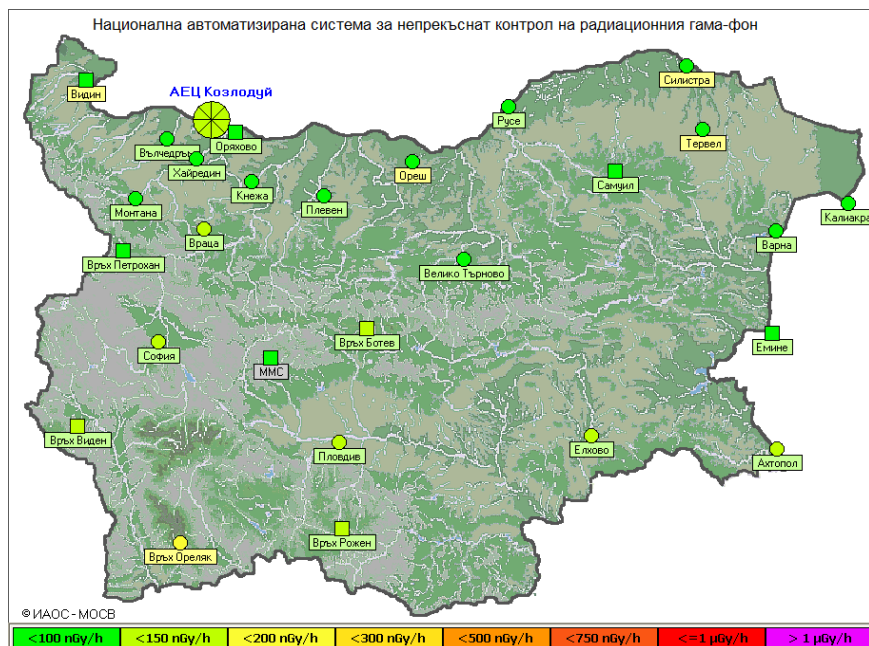 Национална автоматизирана система за непрекъснат контрол на радиационния гама-фон
Силистра
Видин
АЕЦ Козлодуй
Русе
Оряхово
Вълчедръм
Тервел
Хайредин
Ореш
Самуил
Кнежа
Плевен
Монтана
Калиакра
Враца
Варна
Връх Петрохан
Велико Търново
Връх Ботев
Емине
София
ММС
Връх Виден
Пловдив
Елхово
Ахтопол
Връх Рожен
Връх Ореляк
© ИАОС - МОСВ
<100 nGy/h <150 nGy/h <200 nGy/h <300 nGy/h <500 nGy/h <750 nGy/h <=1 µGy/h > 1 µGy/h